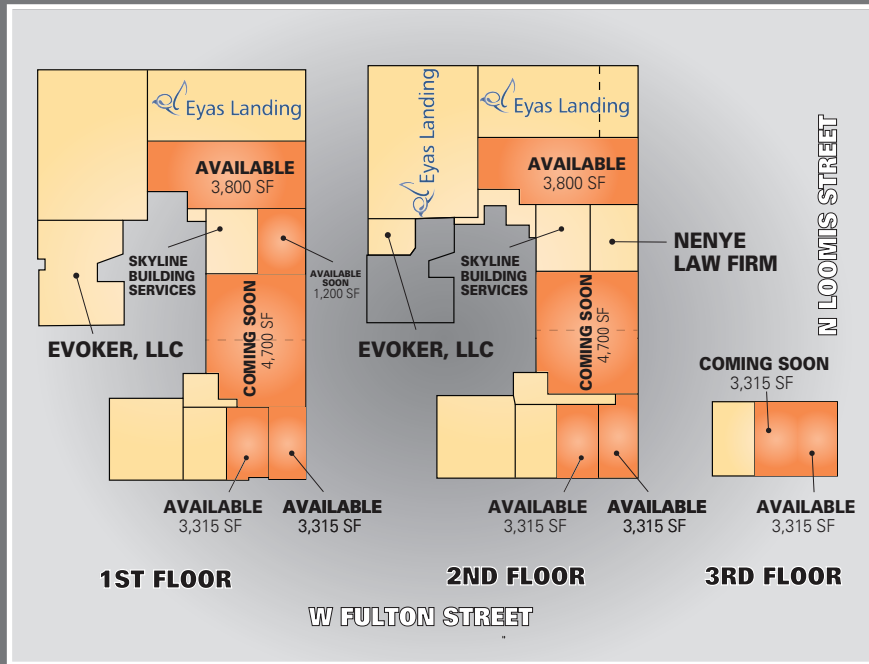 Eyas Landing
AVAILABLE
3,800 SF
SKYLINE
BUILDING
SERVICES
AVAILABLE
SOON
1,200 SF
EVOKER, LLC
COMING SOON
4,700 SF
AVAILABLE
3,315 SF
AVAILABLE
3,315 SF
1ST FLOOR
Eyas Landing
Eyas Landing
AVAILABLE
3,800 SF
SKYLINE
BUILDING
SERVICES
NENYE
LAW FIRM
EVOKER, LLC
COMING SOON
4,700 SF
AVAILABLE
3,315 SF
AVAILABLE
3,315 SF
2ND FLOOR
N LOOMIS STREET
COMING SOON
3,315 SF
AVAILABLE
3,315 SF
3RD FLOOR
W FULTON STREET
"